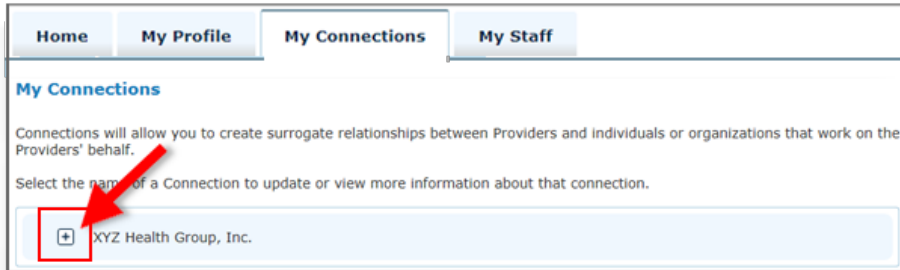 Home My Profile My Connections My Staff
My Connections
Connections will allow you to create surrogate relationships between Providers and individuals or organizations that work on the
Providers' behalf.
Select the name of a Connection to update or view more information about that connection.
XYZ Health Group, Inc.